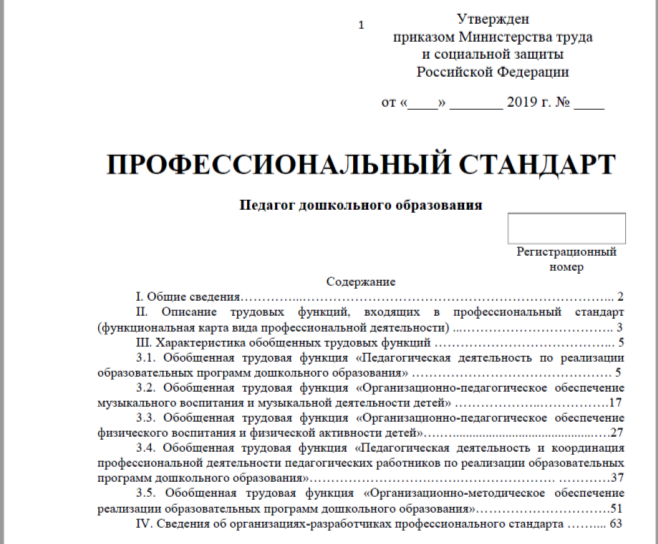 1
Утвержден
приказом Министерства труда
и социальной защиты
Российской Федерации
от «____» _______ 2019 г. № ____
ПРОФЕССИОНАЛЬНЫЙ СТАНДАРТ
Педагог дошкольного образования
Регистрационный
номер
Содержание
I. Общие сведения…………...…………………………………………………………….. 2
II. Описание трудовых функций, входящих в профессиональный стандарт
(функциональная карта вида профессиональной деятельности) ...………………………….. 3
III. Характеристика обобщенных трудовых функций ………………………………….. 5
3.1. Обобщенная трудовая функция «Педагогическая деятельность по реализации
образовательных программ дошкольного образования» …………………………………… 5
3.2. Обобщенная трудовая функция «Организационно-педагогическое обеспечение
музыкального воспитания и музыкальной деятельности детей» …………………..………….17
3.3. Обобщенная трудовая функция «Организационно-педагогическое обеспечение
физического воспитания и физической активности детей»……..........................................…..27
3.4. Обобщенная трудовая функция «Педагогическая деятельность и координация
профессиональной деятельности педагогических работников по реализации образовательных
программ дошкольного образования»………………………………………… ………….37
3.5. Обобщенная трудовая функция «Организационно-методическое обеспечение
реализации образовательных программ дошкольного образования»…………………………..51
IV. Сведения об организациях-разработчиках профессионального стандарта ……..... 63